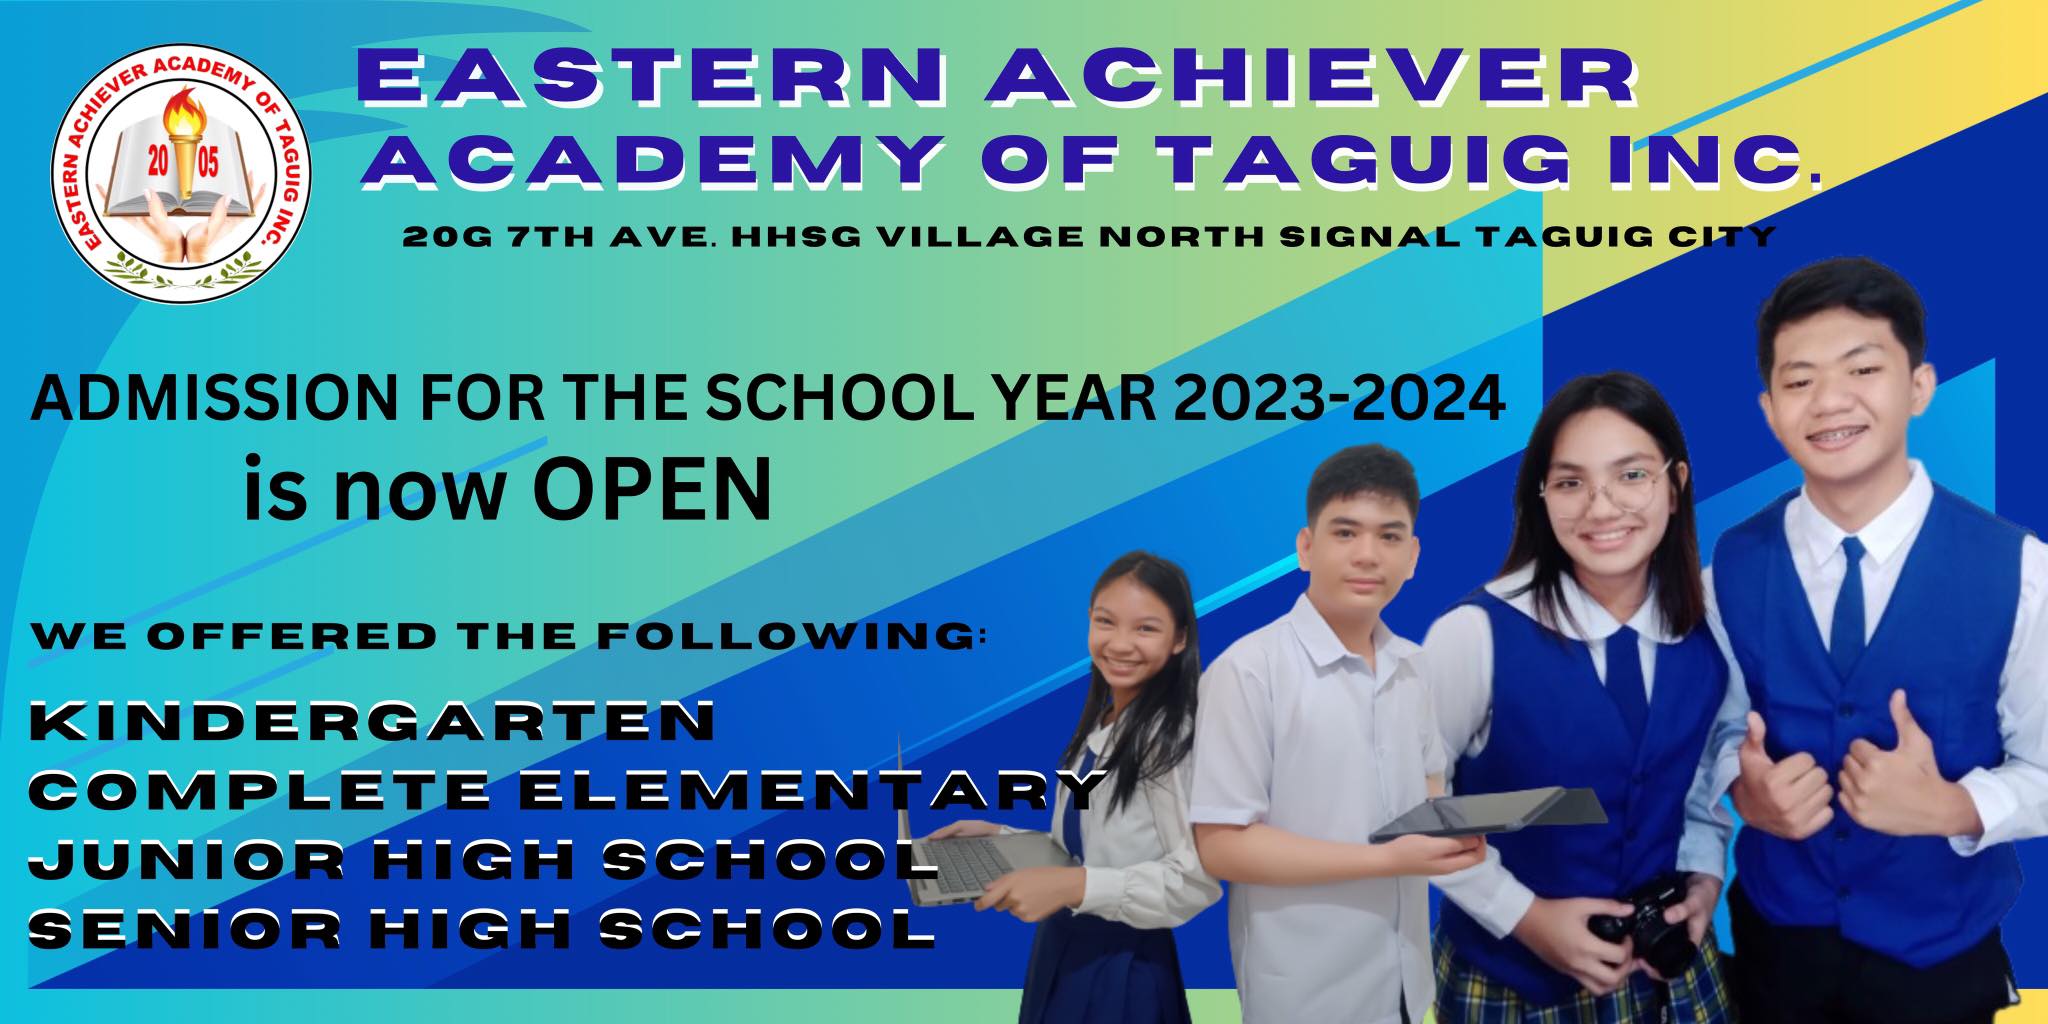 EASTERN ACHIEVER ACADEMY OF TAGUIG INC.
20 05
EASTERN ACHIEVER
ACADEMY OF TAGUIG INC.
20G 7TH AVE. HHSG VILLAGE NORTH SIGNAL TAGUIG CITY
ADMISSION FOR THE SCHOOL YEAR 2023-2024
is now OPEN
WE OFFERED THE FOLLOWING:
KINDERGARTEN
COMPLETE ELEMENTARY
JUNIOR HIGH SCHOOL
SENIOR HIGH SCHOOL